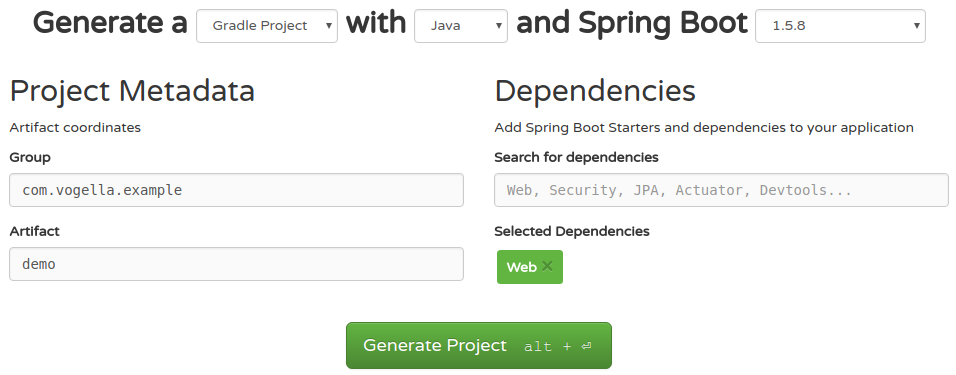 Generate a Gradle Project with Java and Spring Boot 1.5.8
Project Metadata
Artifact coordinates
Group
com.vogella.example
Artifact
demo
Dependencies
Add Spring Boot Starters and dependencies to your application
Search for dependencies
Web, Security, JPA, Actuator, Devtools...
Selected Dependencies
Web ×
Generate Project alt + ⏎